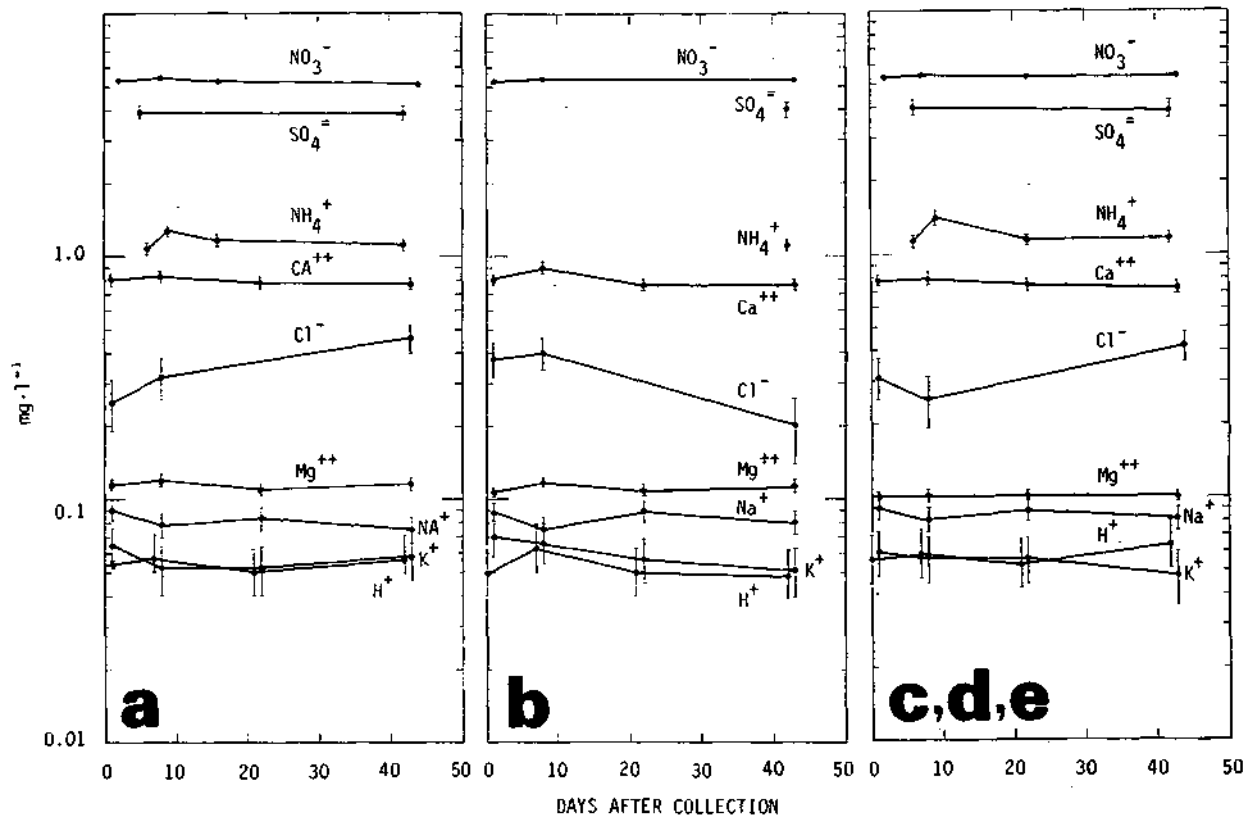 mg·l⁻¹
1.0
0.1
0.01
NO₃⁻
SO₄⁼
NH₄⁺
CA⁺⁺
Cl⁻
Mg⁺⁺
NA⁺
K⁺
H⁺
a
0 10 20 30 40 50
NO₃⁻
SO₄⁼
NH₄⁺
Ca⁺⁺
Cl⁻
Mg⁺⁺
Na⁺
K⁺
H⁺
b
0 10 20 30 40 50
NO₃⁻
SO₄⁼
NH₄⁺
Ca⁺⁺
Cl⁻
Mg⁺⁺
Na⁺
H⁺
K⁺
c,d,e
0 10 20 30 40 50
DAYS AFTER COLLECTION